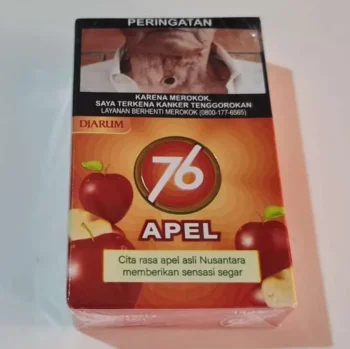 PERINGATAN
KARENA MEROKOK,
SAYA TERKENA KANKER TENGGOROKAN
LAYANAN BERHENTI MEROKOK (0800-177-6565)
DJARUM
76
APEL
Cita rasa apel asli Nusantara
memberikan sensasi segar